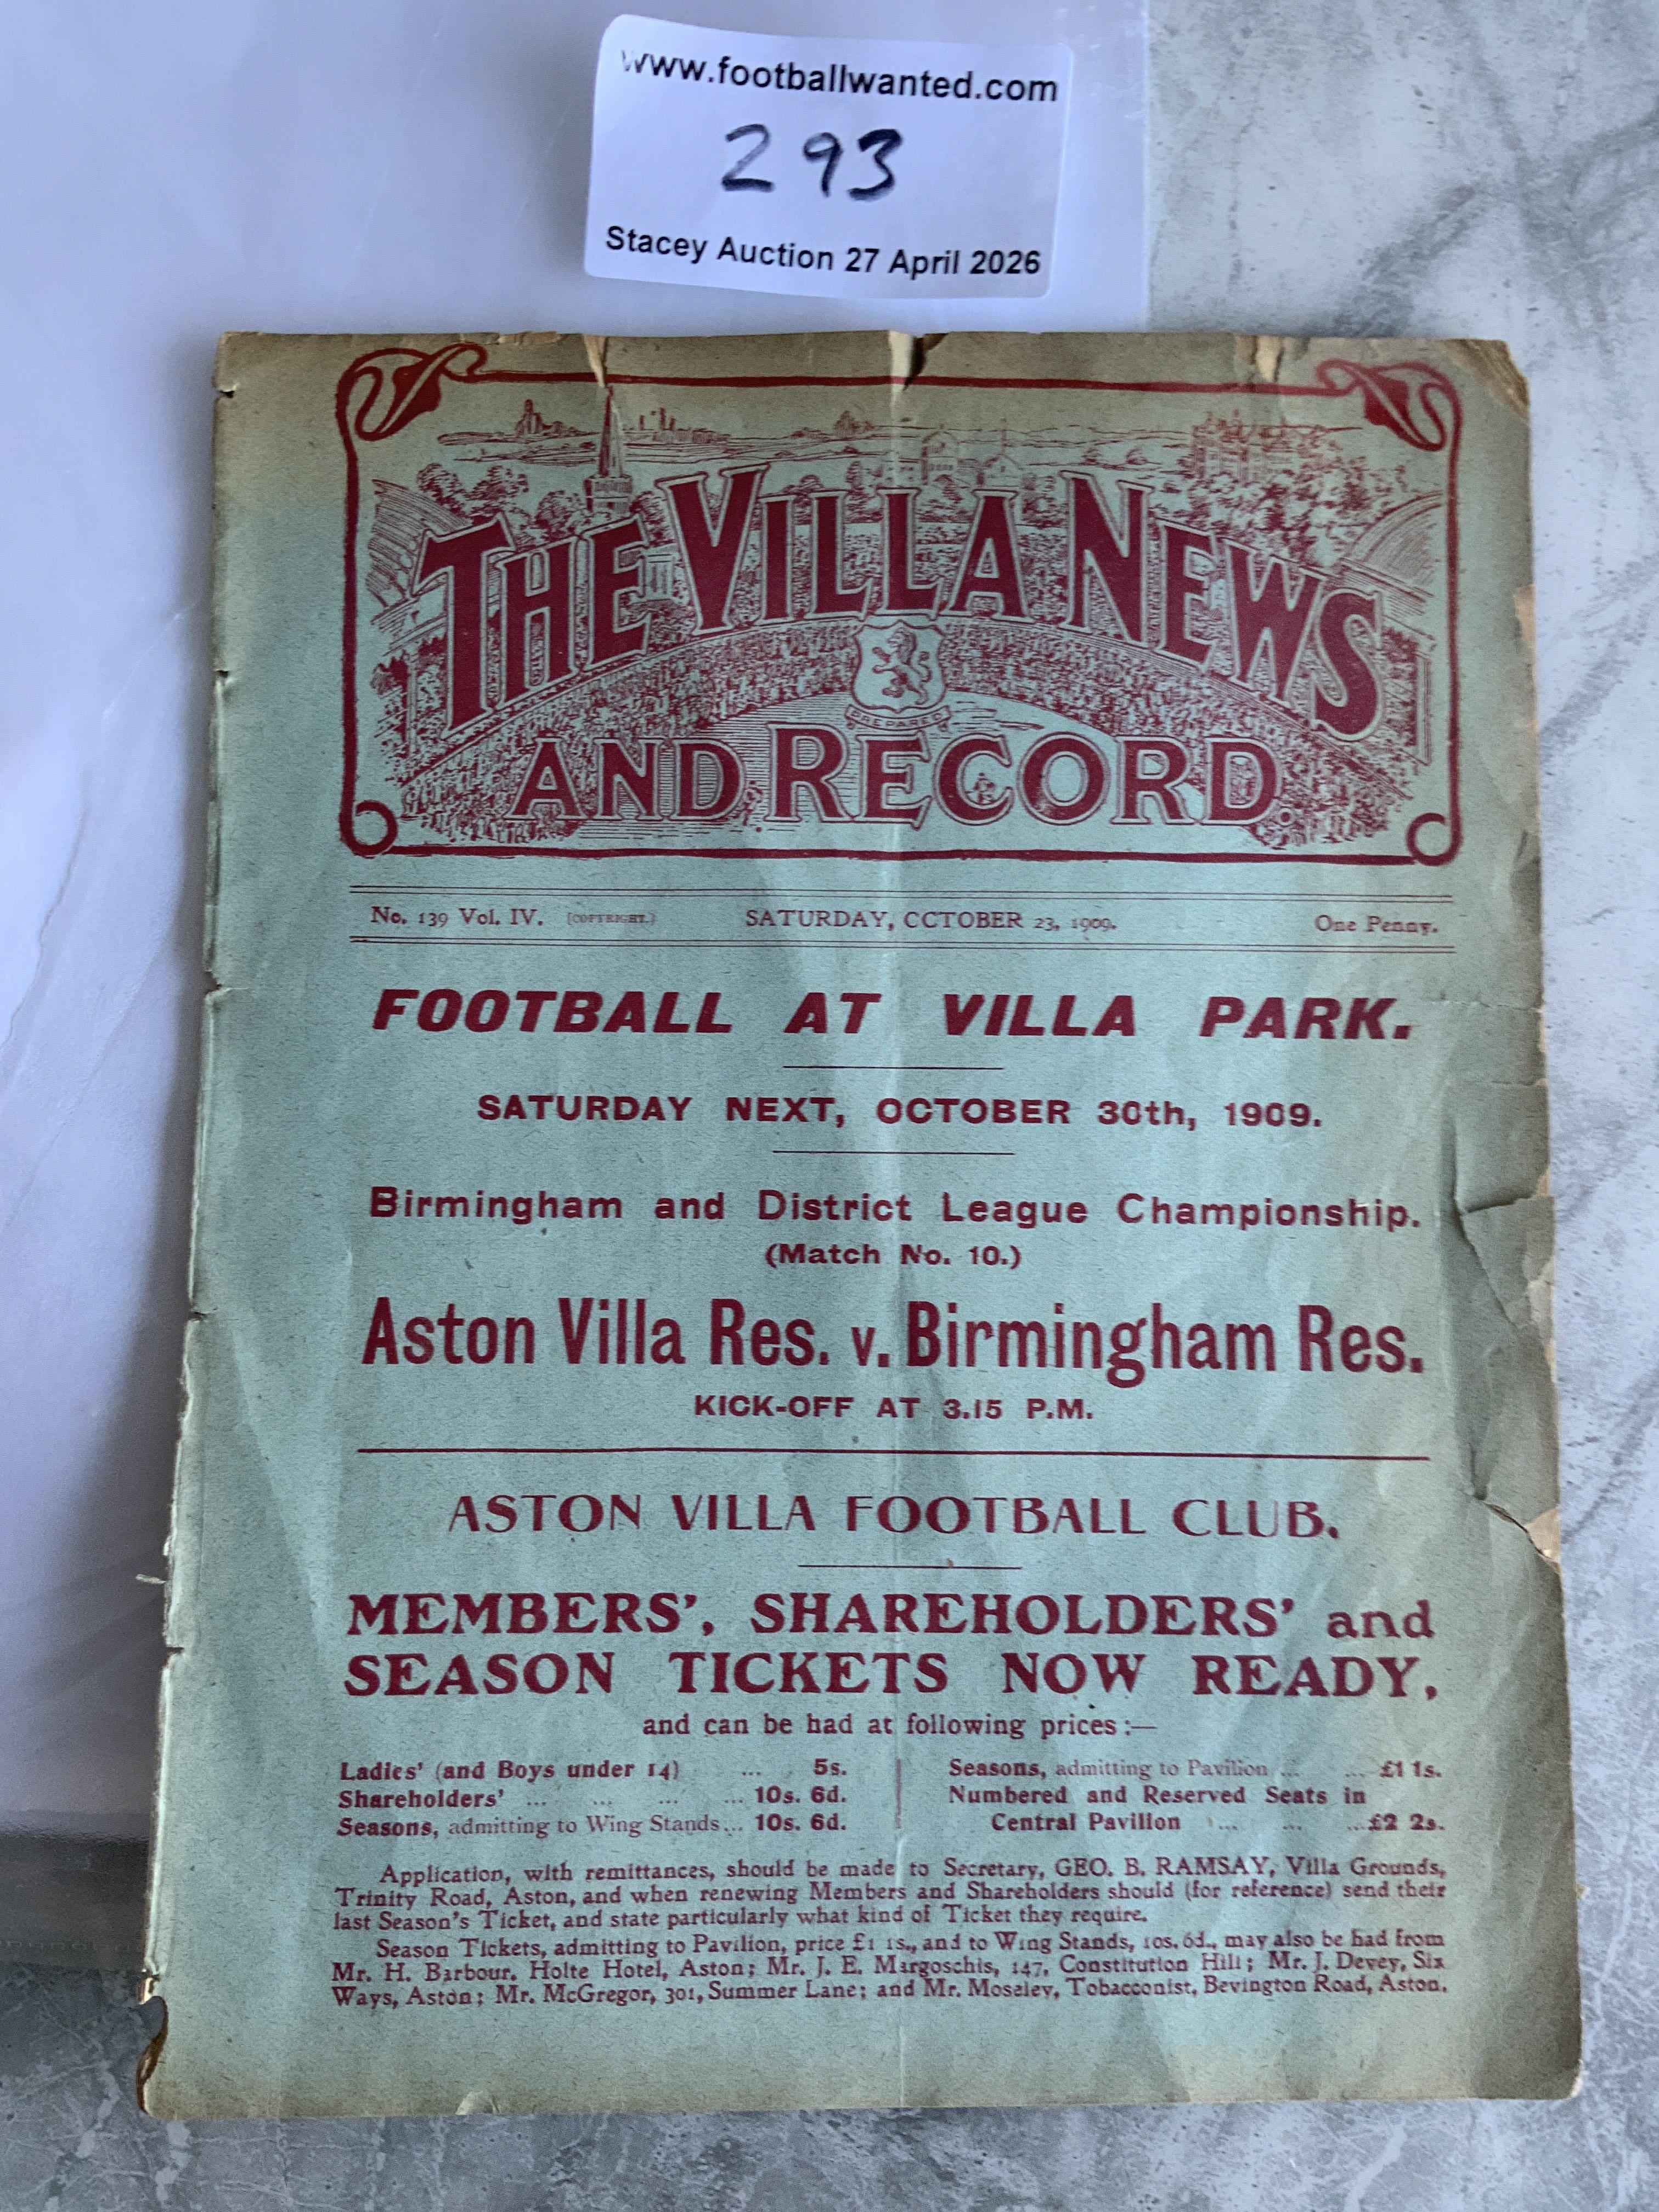 www.footballwanted.com
293
Stacey Auction 27 April 2026
THE VILLA NEWS
PREPARED
AND RECORD
No. 139 Vol. IV. [COPYRIGHT.] SATURDAY, OCTOBER 23, 1909. One Penny.
FOOTBALL AT VILLA PARK.
SATURDAY NEXT, OCTOBER 30th, 1909.
Birmingham and District League Championship.
(Match No. 10.)
Aston Villa Res. v. Birmingham Res.
KICK-OFF AT 3.15 P.M.
ASTON VILLA FOOTBALL CLUB.
MEMBERS', SHAREHOLDERS' and
SEASON TICKETS NOW READY,
and can be had at following prices :—
Ladies' (and Boys under 14) ... 5s.
Shareholders' ... ... ... ... 10s. 6d.
Seasons, admitting to Wing Stands... 10s. 6d.
Seasons, admitting to Pavilion ... ... £1 1s.
Numbered and Reserved Seats in
Central Pavilion ... ... ...£2 2s.
Application, with remittances, should be made to Secretary, GEO. B. RAMSAY, Villa Grounds,
Trinity Road, Aston, and when renewing Members and Shareholders should (for reference) send their
last Season's Ticket, and state particularly what kind of Ticket they require.
Season Tickets, admitting to Pavilion, price £1 1s., and to Wing Stands, 10s. 6d., may also be had from
Mr. H. Barbour, Holte Hotel, Aston; Mr. J. E. Margoschis, 147, Constitution Hill; Mr. J. Devey, Six
Ways, Aston; Mr. McGregor, 301, Summer Lane; and Mr. Moseley, Tobacconist, Bevington Road, Aston.